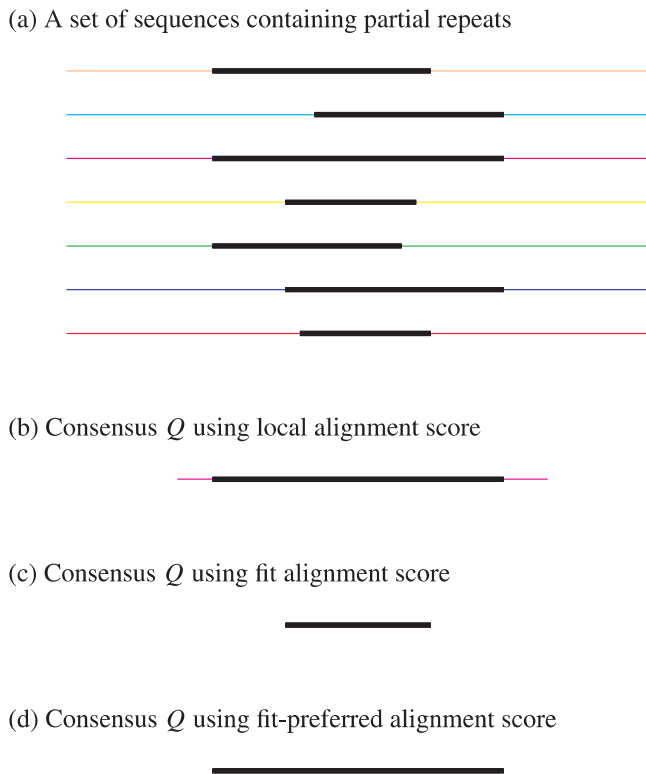 (a) A set of sequences containing partial repeats
(b) Consensus Q using local alignment score
(c) Consensus Q using fit alignment score
(d) Consensus Q using fit-preferred alignment score